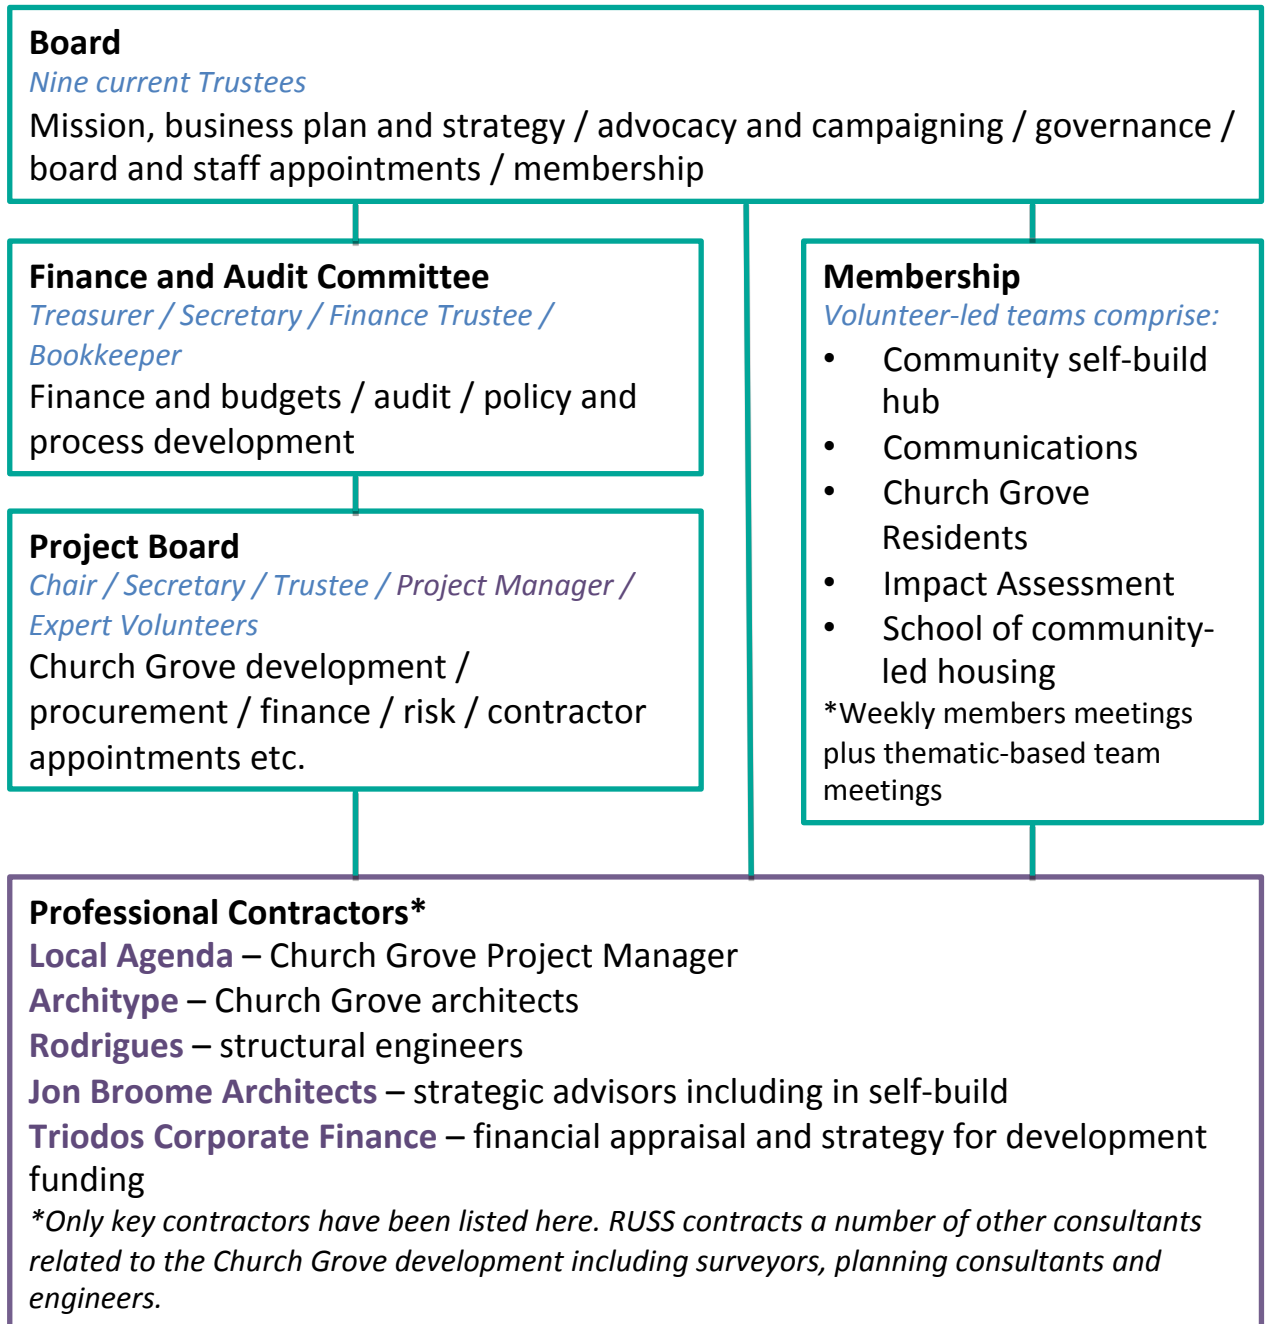 Board
Nine current Trustees
Mission, business plan and strategy / advocacy and campaigning / governance /
board and staff appointments / membership
Finance and Audit Committee
Treasurer / Secretary / Finance Trustee /
Bookkeeper
Finance and budgets / audit / policy and
process development
Project Board
Chair / Secretary / Trustee / Project Manager /
Expert Volunteers
Church Grove development /
procurement / finance / risk / contractor
appointments etc.
Membership
Volunteer-led teams comprise:
• Community self-build
hub
• Communications
• Church Grove
Residents
• Impact Assessment
• School of community-
led housing
*Weekly members meetings
plus thematic-based team
meetings
Professional Contractors*
Local Agenda – Church Grove Project Manager
Architype – Church Grove architects
Rodrigues – structural engineers
Jon Broome Architects – strategic advisors including in self-build
Triodos Corporate Finance – financial appraisal and strategy for development
funding
*Only key contractors have been listed here. RUSS contracts a number of other consultants
related to the Church Grove development including surveyors, planning consultants and
engineers.